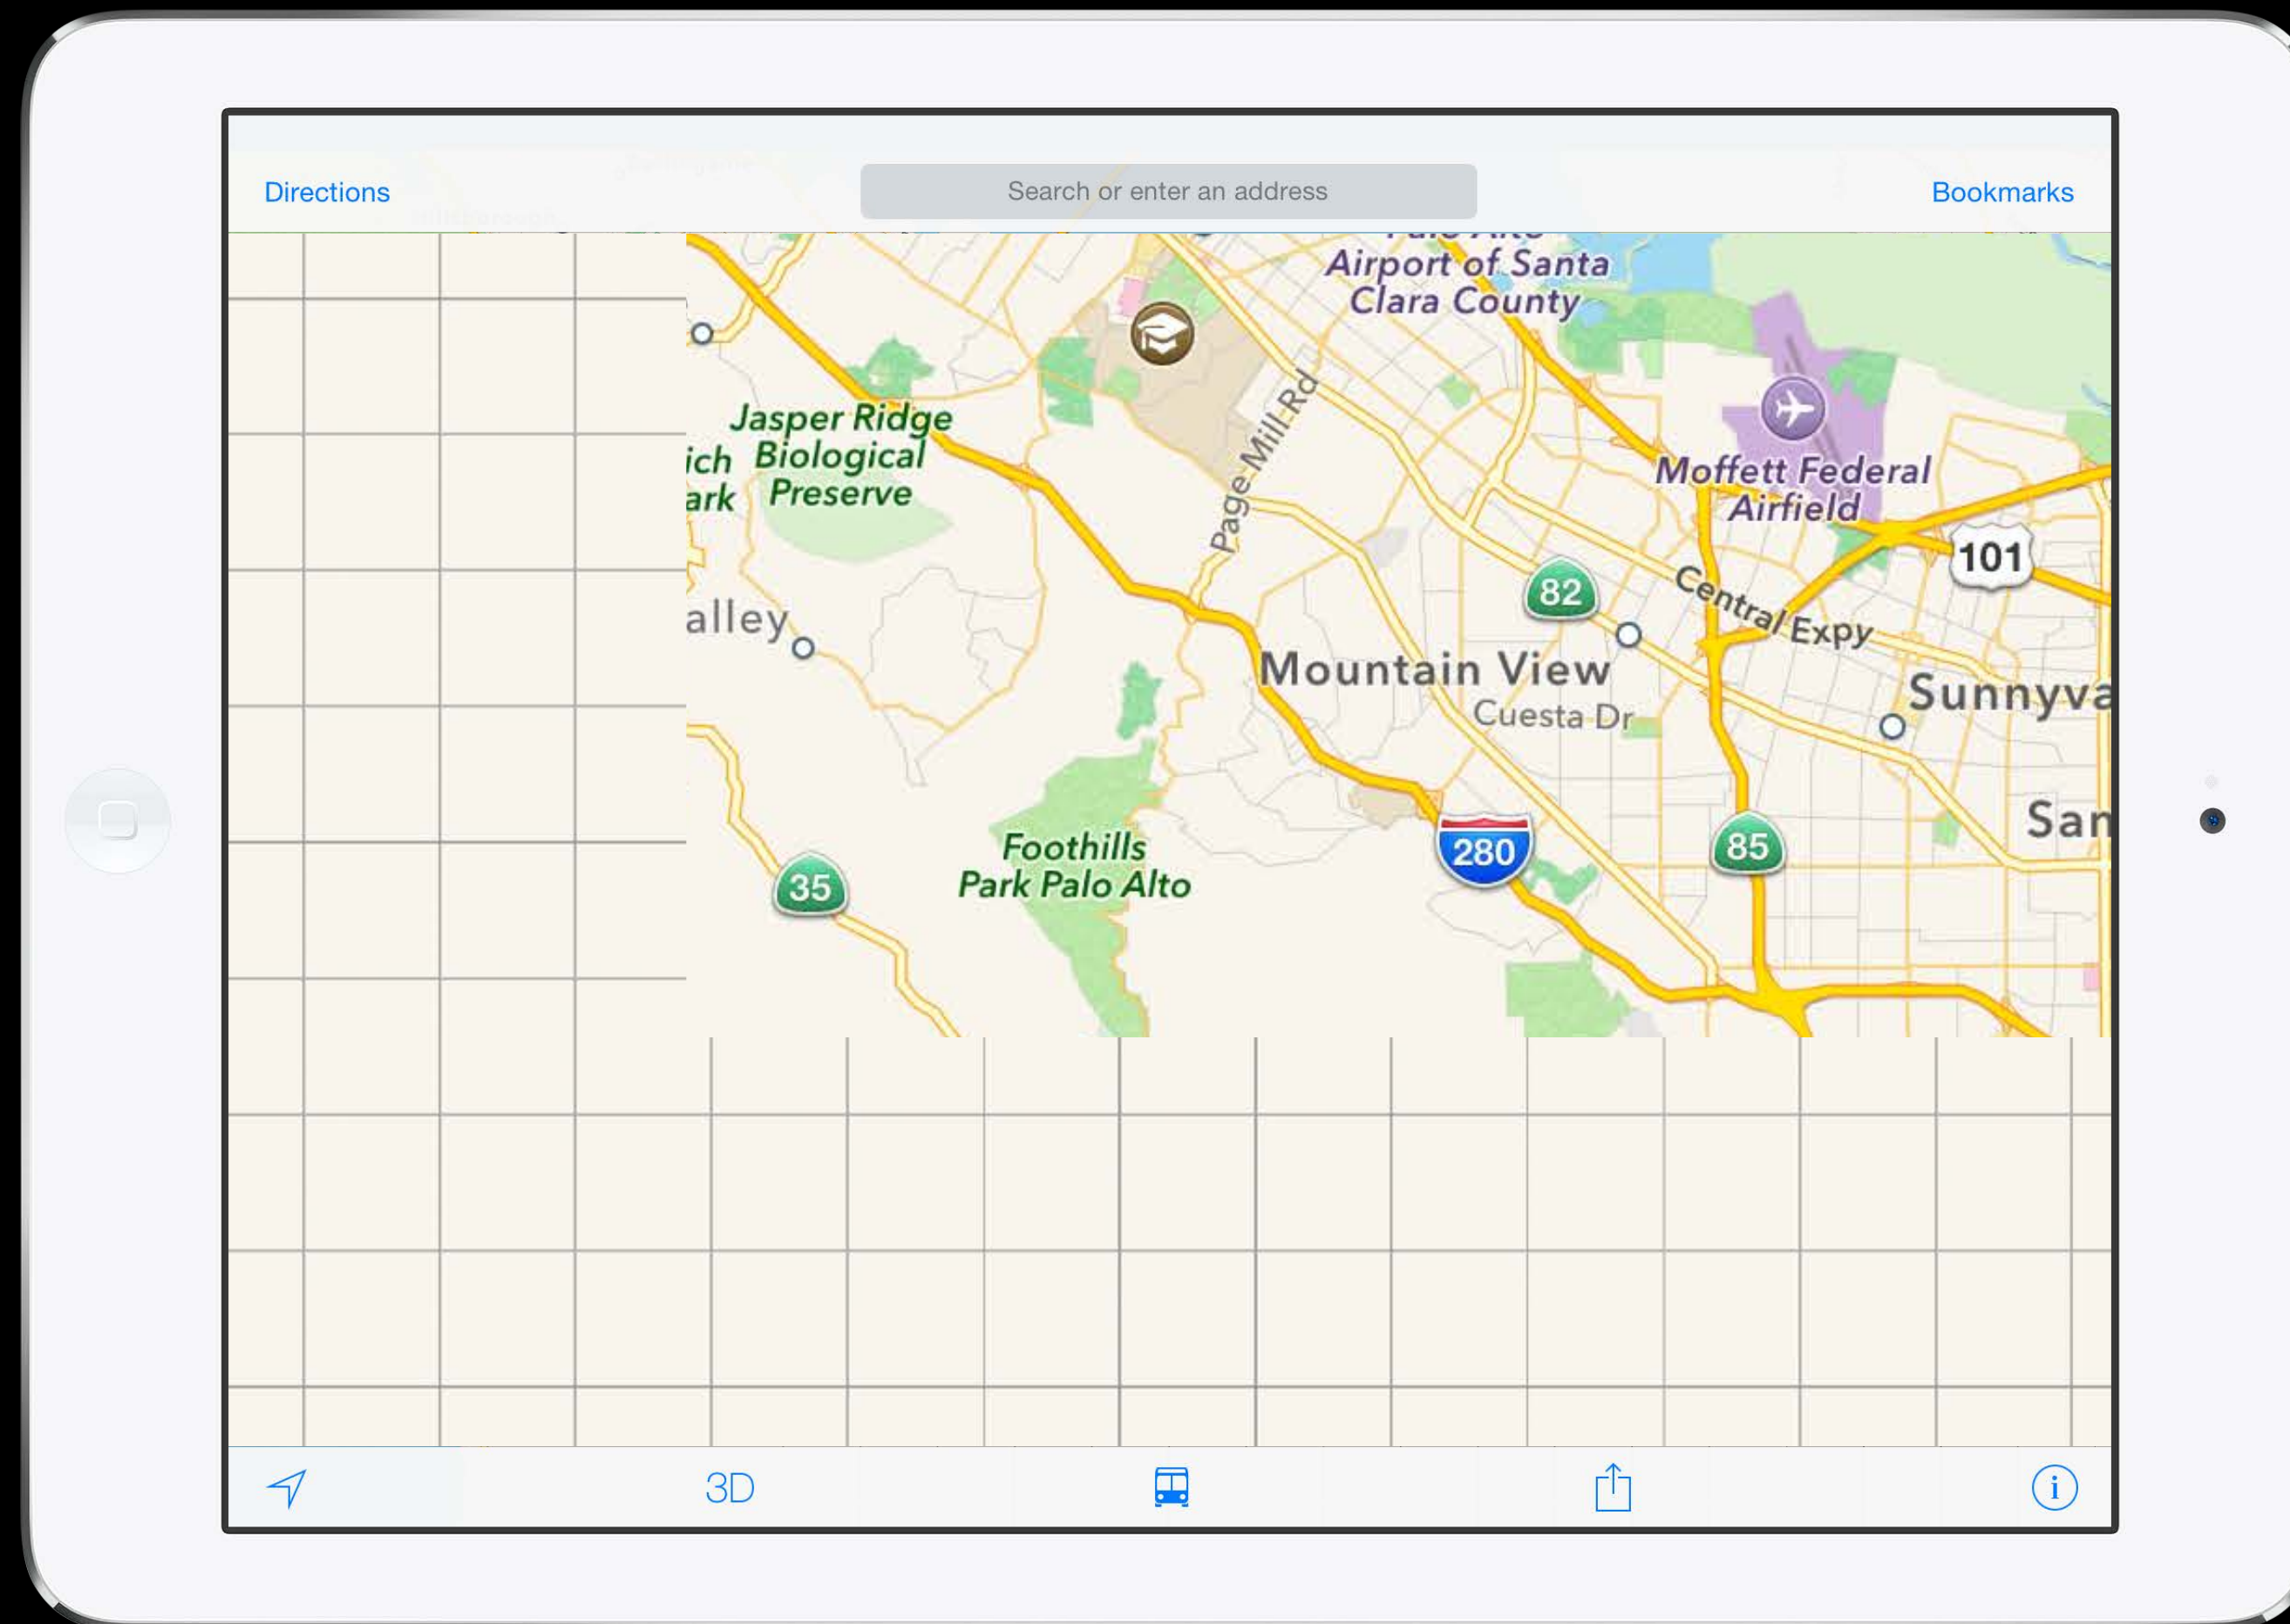 Directions
Search or enter an address
Bookmarks
Palo Alto
Airport of Santa
Clara County
Jasper Ridge
Biological
Preserve
ich
ark
Page Mill Rd
Moffett Federal
Airfield
101
82
Central Expy
alley
Mountain View
Cuesta Dr
Sunnyva
San
Foothills
Park Palo Alto
280
85
35
3D
i